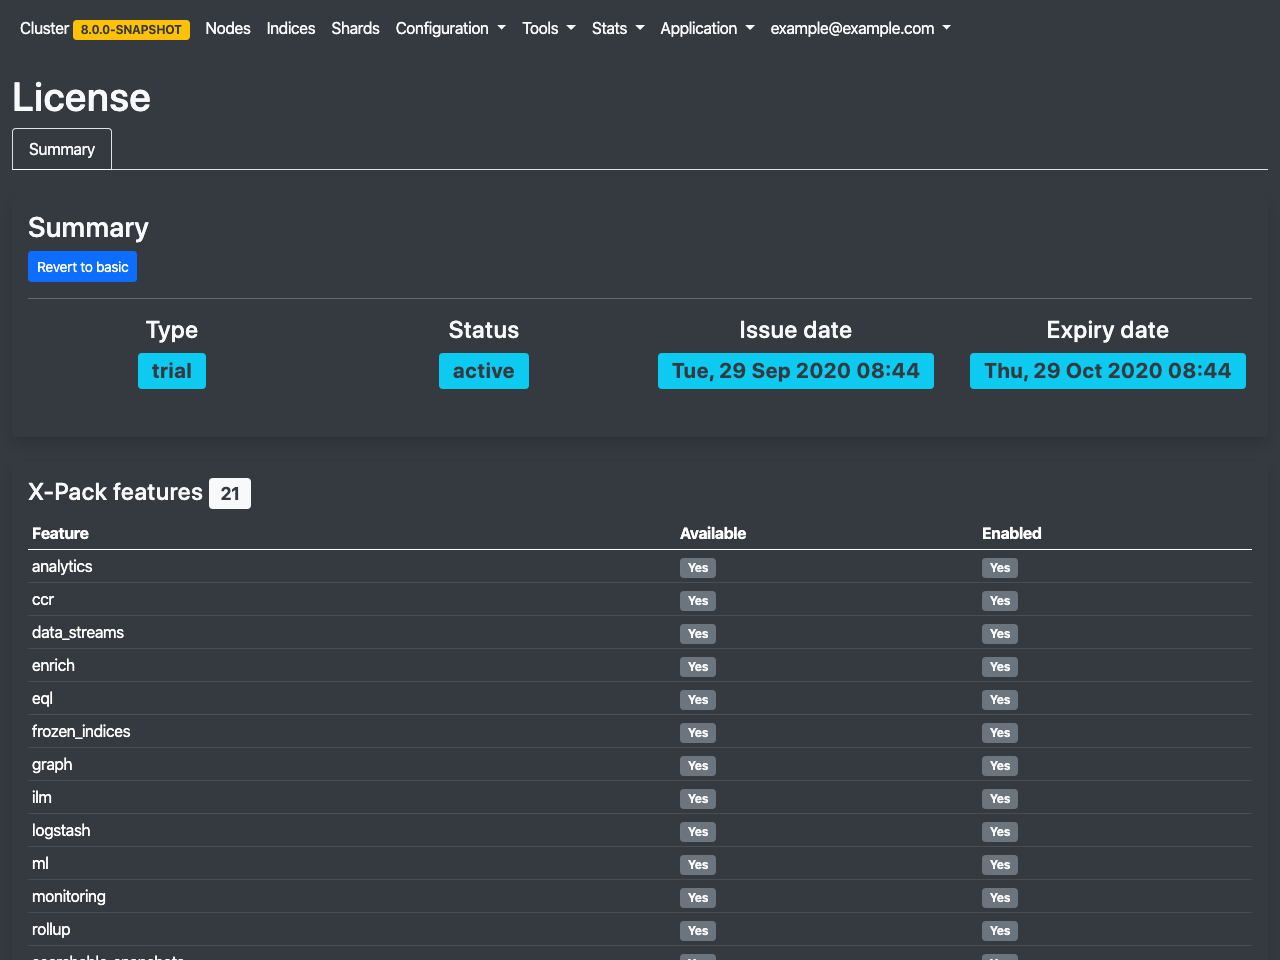 Cluster 8.0.0-SNAPSHOT Nodes Indices Shards Configuration Tools Stats Application example@example.com
License
Summary
Summary
Revert to basic
Type Status Issue date Expiry date
trial active Tue, 29 Sep 2020 08:44 Thu, 29 Oct 2020 08:44
X-Pack features 21
Feature Available Enabled
analytics Yes Yes
ccr Yes Yes
data_streams Yes Yes
enrich Yes Yes
eql Yes Yes
frozen_indices Yes Yes
graph Yes Yes
ilm Yes Yes
logstash Yes Yes
ml Yes Yes
monitoring Yes Yes
rollup Yes Yes